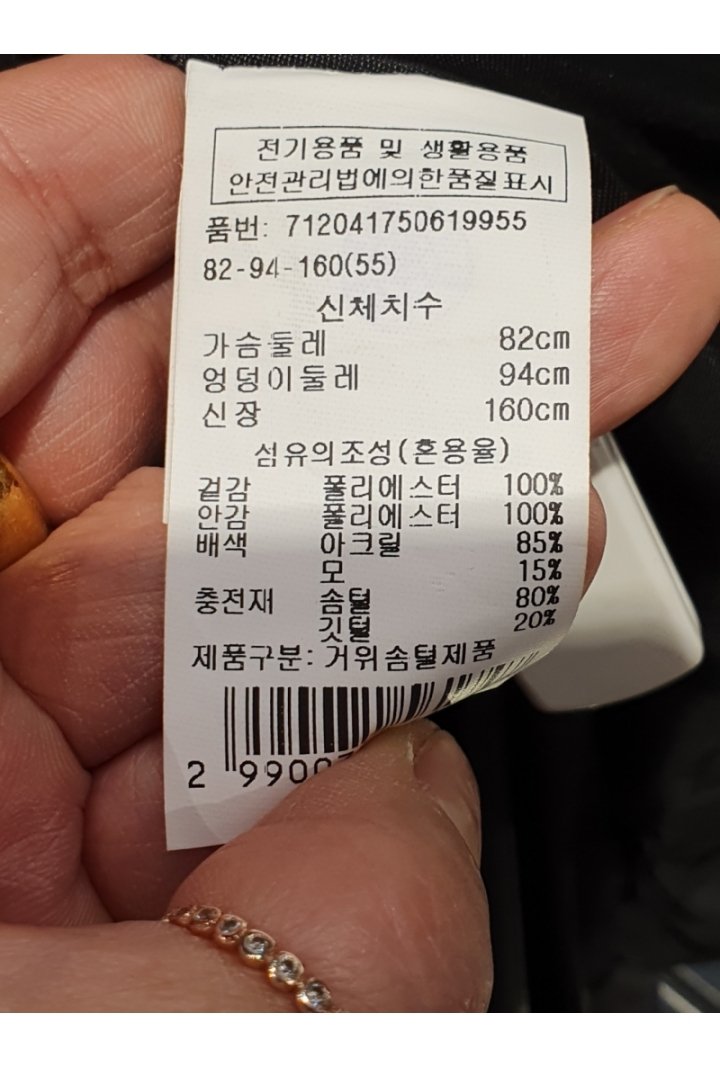 전기용품 및 생활용품
안전관리법에의한품질표시
품번: 712041750619955
82-94-160(55)
신체치수
가슴둘레 82cm
엉덩이둘레 94cm
신장 160cm
섬유의조성(혼용율)
겉감 폴리에스터 100%
안감 폴리에스터 100%
배색 아크릴 85%
모 15%
충전재 솜털 80%
깃털 20%
제품구분: 거위솜털제품
2 9900